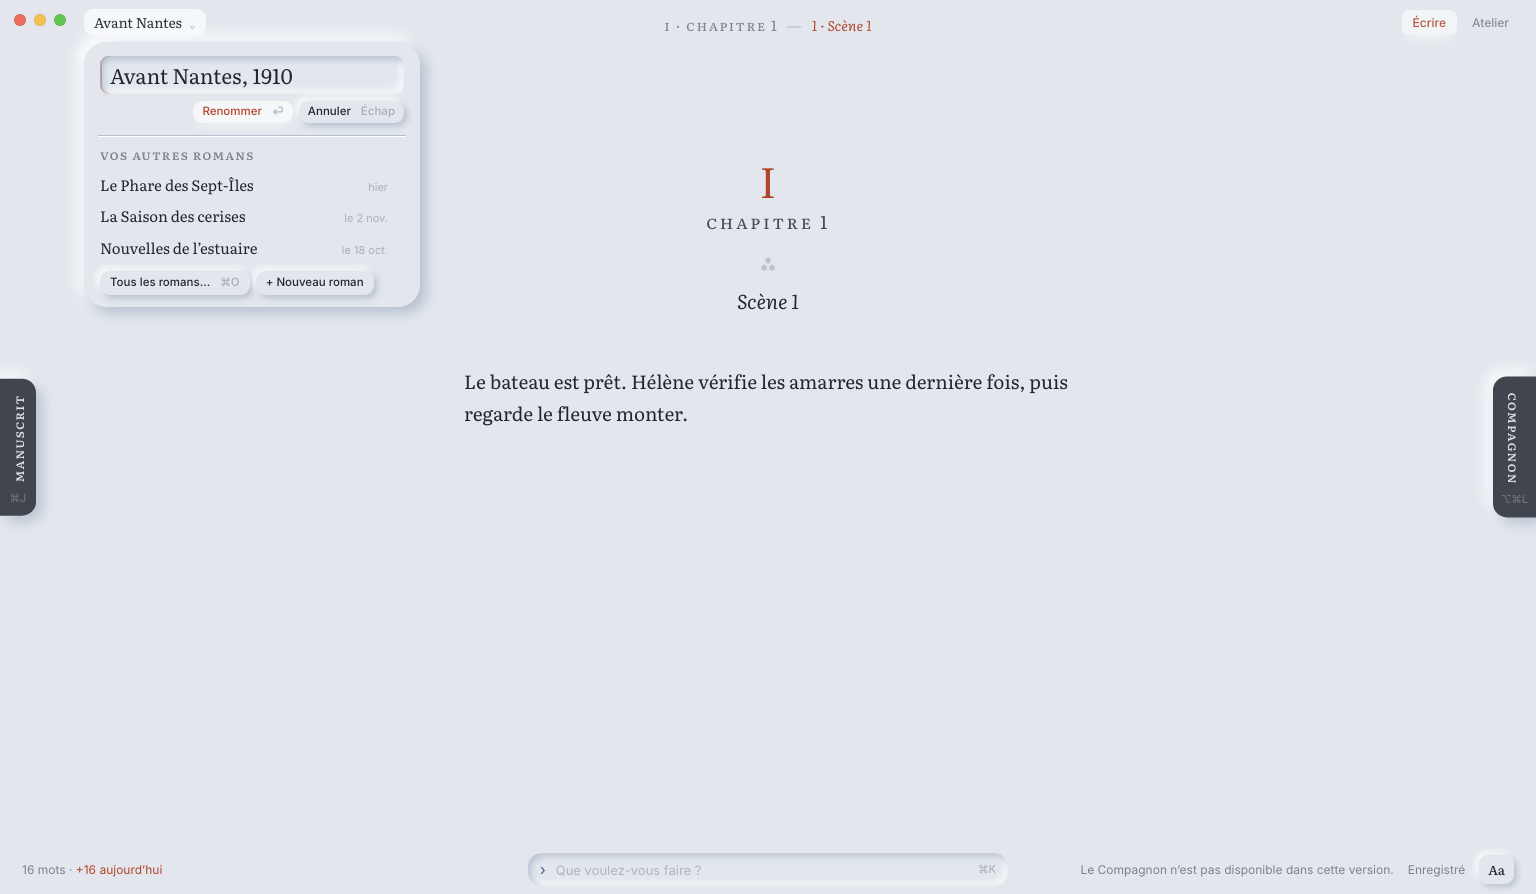 Avant Nantes ⌄
I · CHAPITRE 1 — 1 · Scène 1
Écrire Atelier
Avant Nantes, 1910
Renommer ⏎ Annuler Échap
VOS AUTRES ROMANS
Le Phare des Sept-Îles hier
La Saison des cerises le 2 nov.
Nouvelles de l’estuaire le 18 oct.
Tous les romans… ⌘O + Nouveau roman
I
CHAPITRE 1
⁂
Scène 1
Le bateau est prêt. Hélène vérifie les amarres une dernière fois, puis
regarde le fleuve monter.
MANUSCRIT
⌘J
COMPAGNON
⌥⌘L
16 mots · +16 aujourd’hui
› Que voulez-vous faire ? ⌘K
Le Compagnon n’est pas disponible dans cette version. Enregistré Aa